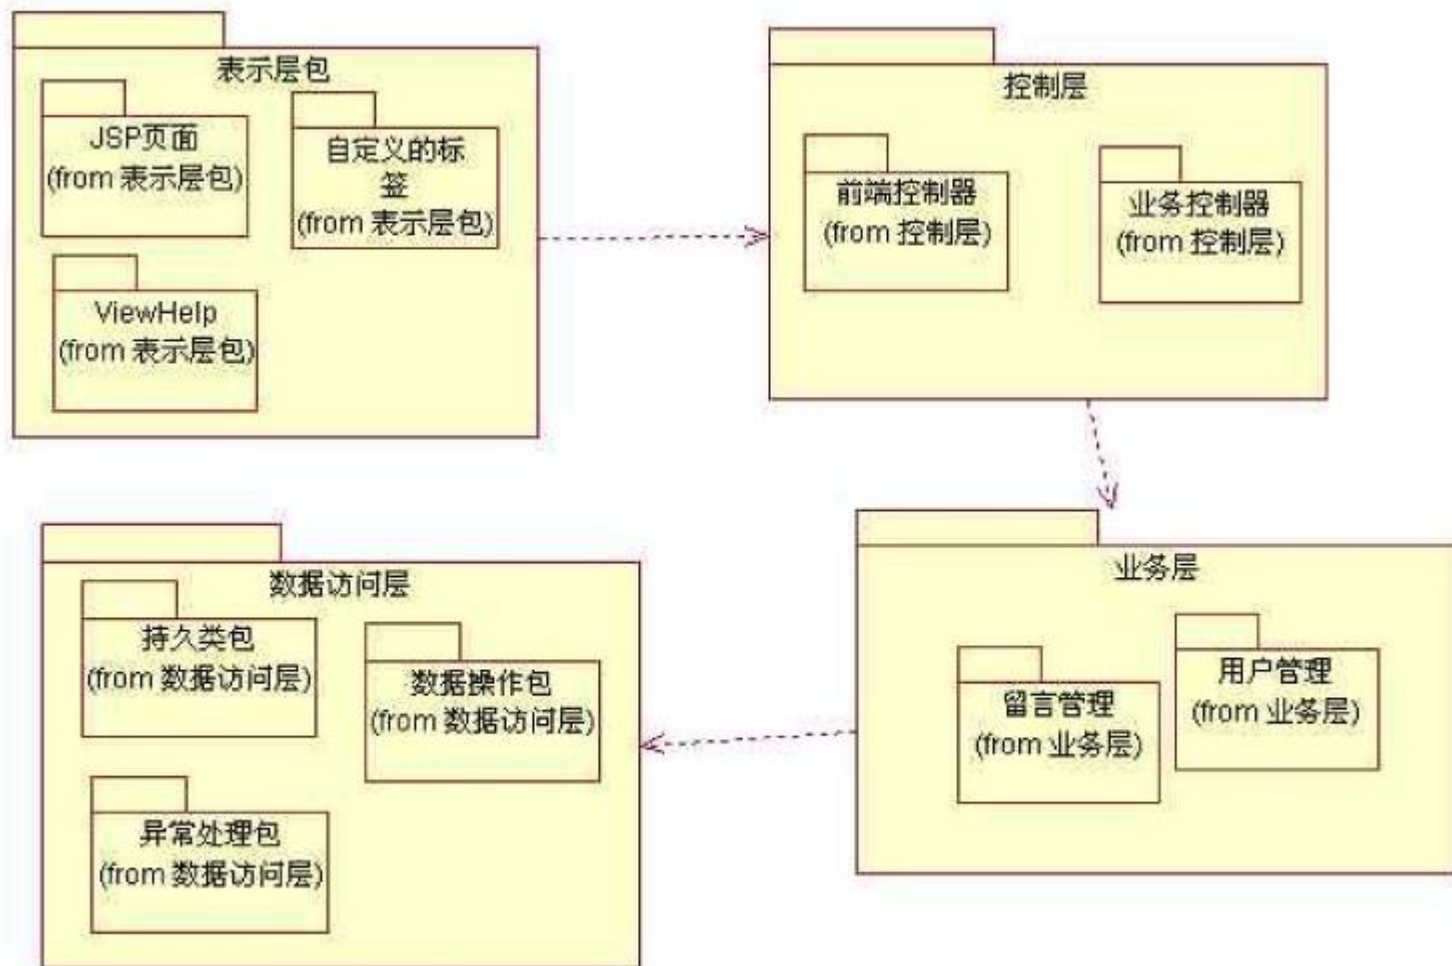 表示层包
JSP页面
(from 表示层包)
自定义的标
签
(from 表示层包)
ViewHelp
(from 表示层包)
控制层
前端控制器
(from 控制层)
业务控制器
(from 控制层)
数据访问层
持久类包
(from 数据访问层)
数据操作包
(from 数据访问层)
异常处理包
(from 数据访问层)
业务层
留言管理
(from 业务层)
用户管理
(from 业务层)